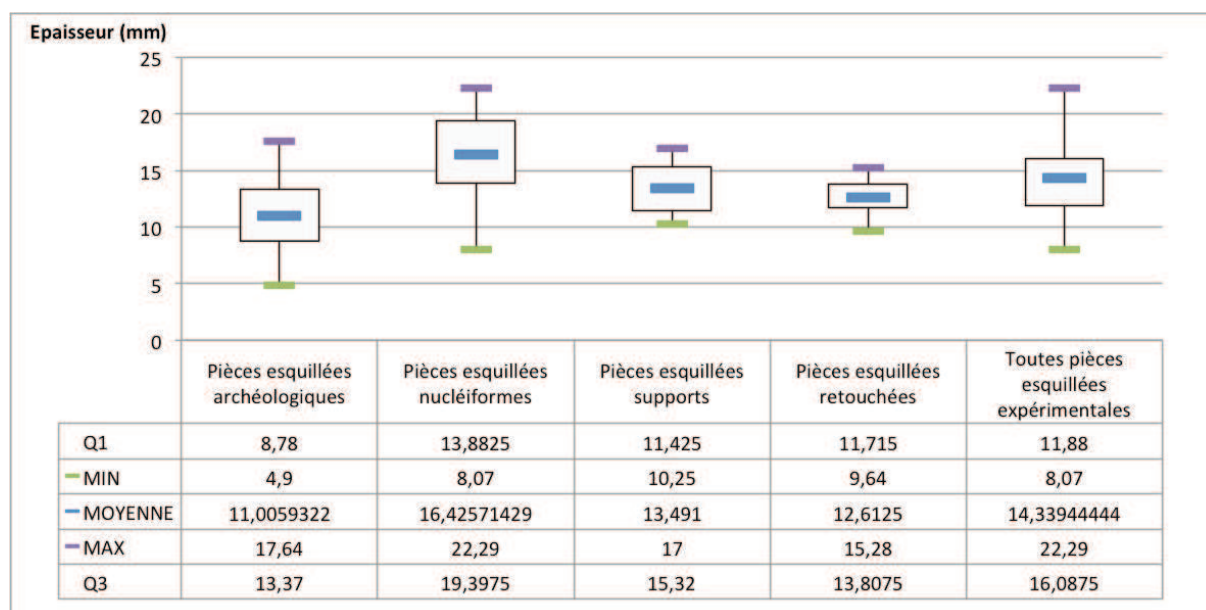 Epaisseur (mm)
25
20
15
10
5
0
Pièces esquillées archéologiques Pièces esquillées nucléiformes Pièces esquillées supports Pièces esquillées retouchées Toutes pièces esquillées expérimentales
Q1 8,78 13,8825 11,425 11,715 11,88
MIN 4,9 8,07 10,25 9,64 8,07
MOYENNE 11,0059322 16,42571429 13,491 12,6125 14,33944444
MAX 17,64 22,29 17 15,28 22,29
Q3 13,37 19,3975 15,32 13,8075 16,0875